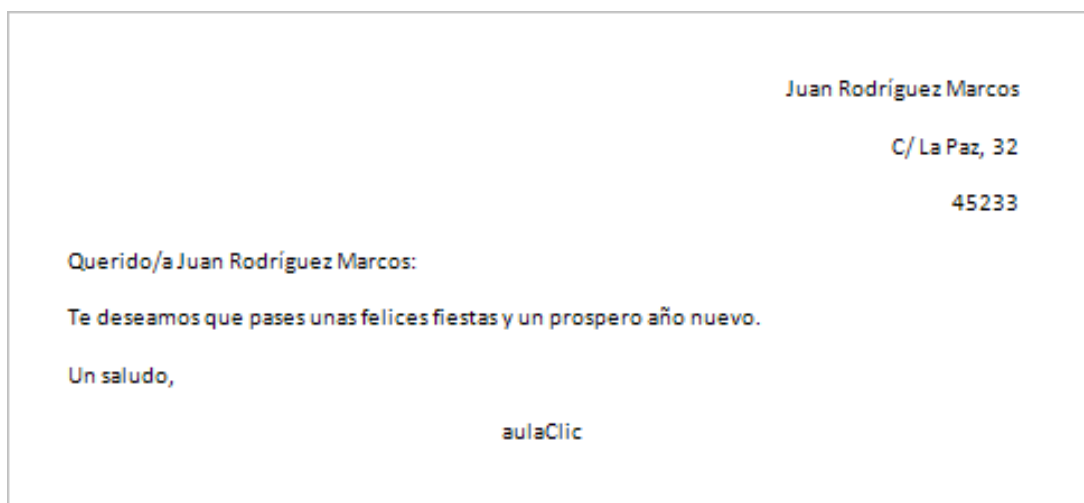 Juan Rodríguez Marcos
C/ La Paz, 32
45233
Querido/a Juan Rodríguez Marcos:
Te deseamos que pases unas felices fiestas y un prospero año nuevo.
Un saludo,
aulaClic